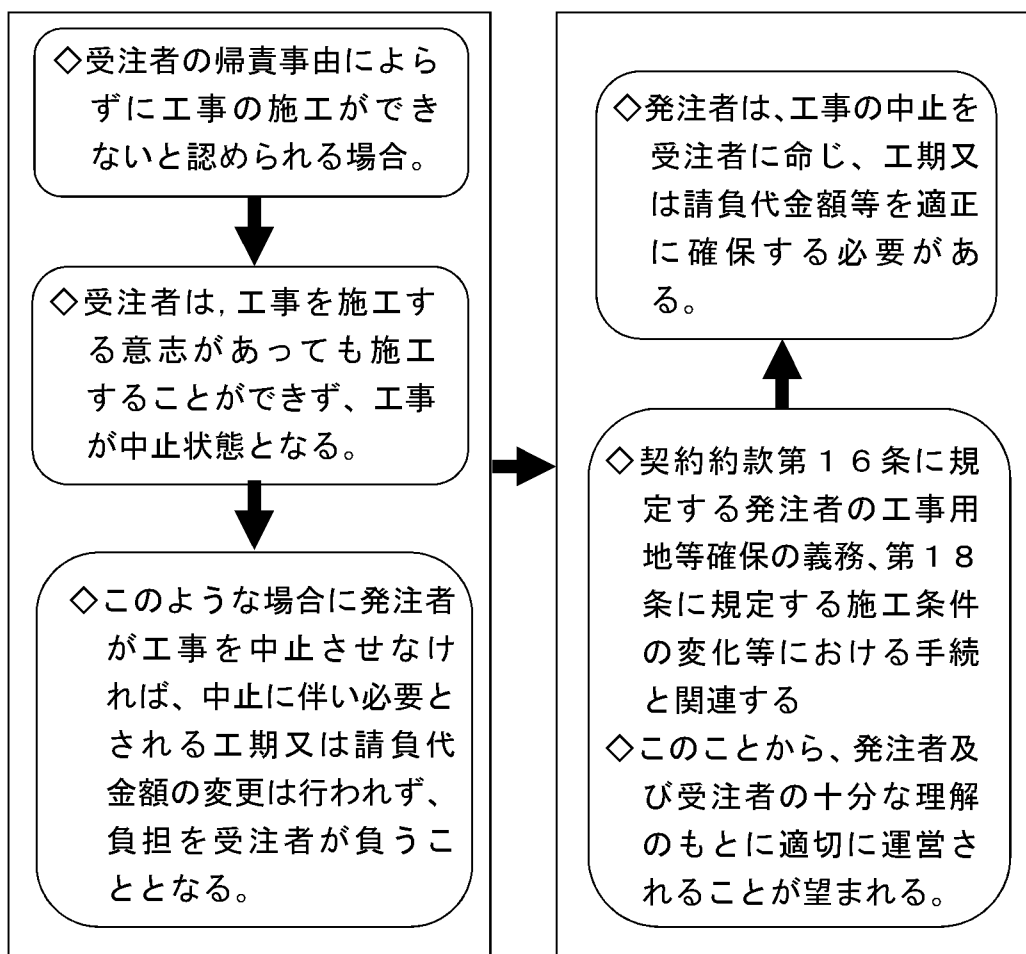 ◇受注者の帰責事由によら
ずに工事の施工ができ
ないと認められる場合。
◇受注者は,工事を施工す
る意志があっても施工
することができず、工事
が中止状態となる。
◇このような場合に発注者
が工事を中止させなけ
れば、中止に伴い必要と
される工期又は請負代
金額の変更は行われず、
負担を受注者が負うこ
ととなる。
◇発注者は、工事の中止を
受注者に命じ、工期又
は請負代金額等を適正
に確保する必要があ
る。
◇契約約款第１６条に規
定する発注者の工事用
地等確保の義務、第１８
条に規定する施工条件
の変化等における手続
と関連する
◇このことから、発注者及
び受注者の十分な理解
のもとに適切に運営さ
れることが望まれる。